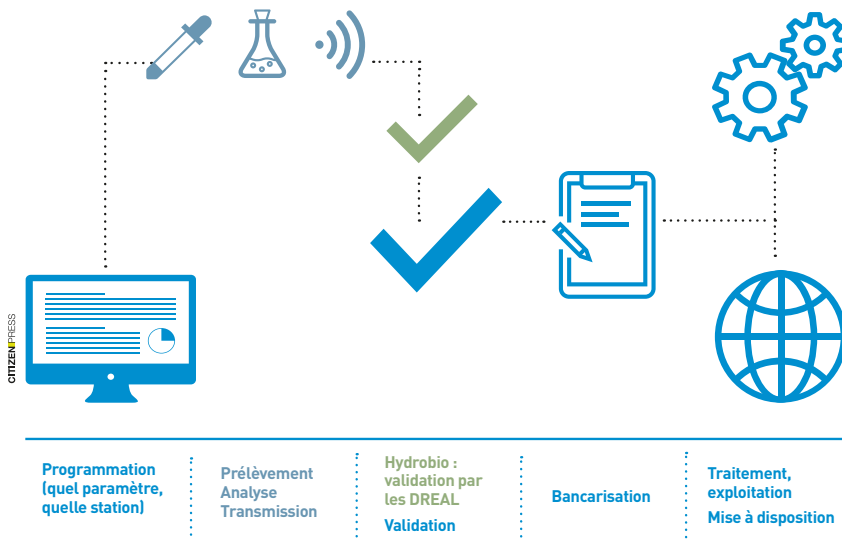 CITIZENPRESS
Programmation
(quel paramètre,
quelle station)
Prélèvement
Analyse
Transmission
Hydrobio :
validation par
les DREAL
Validation
Bancarisation
Traitement,
exploitation
Mise à disposition